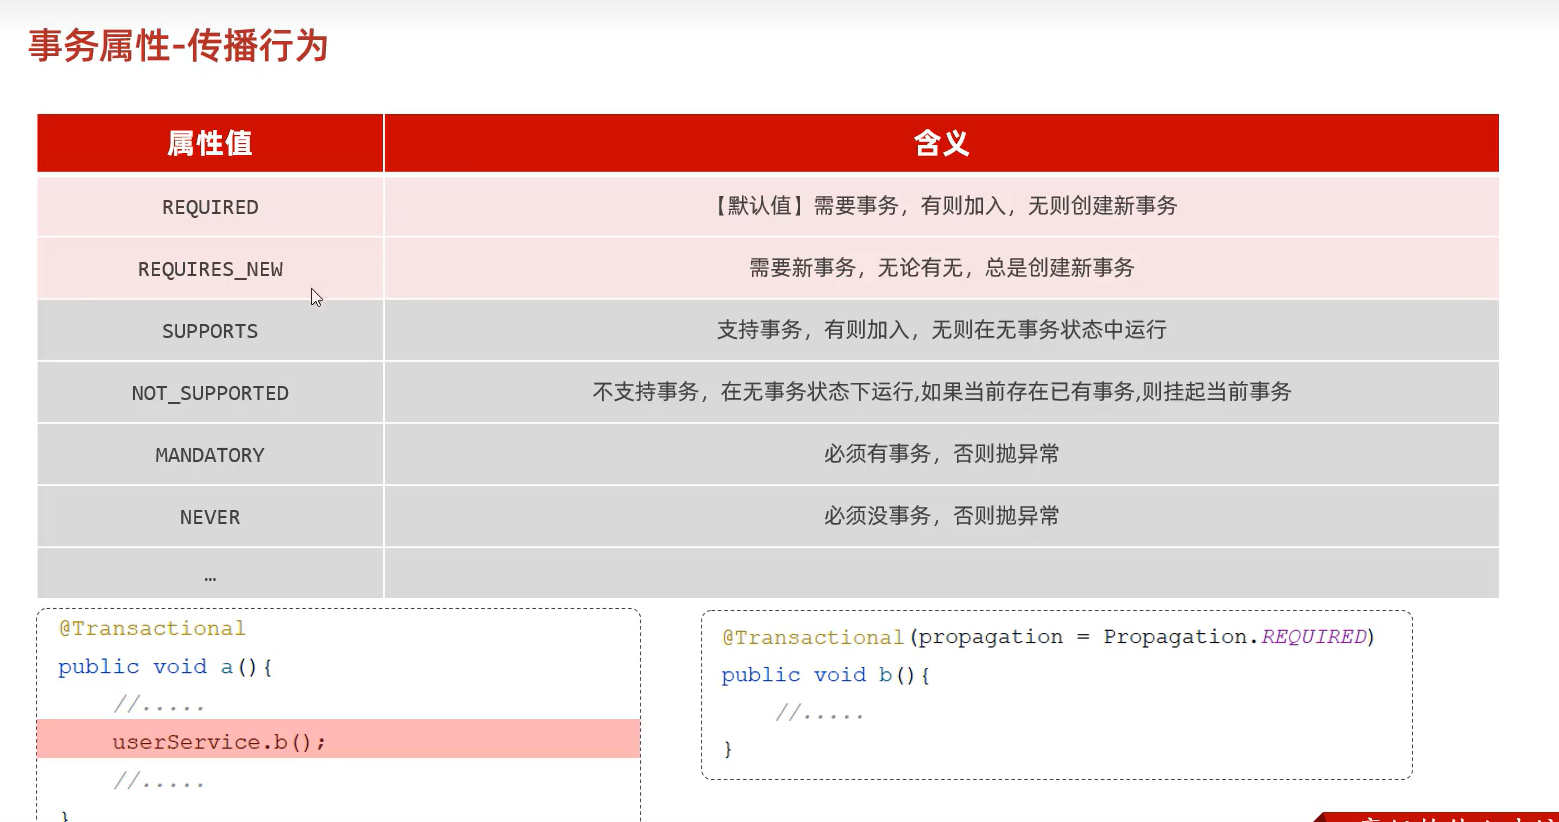 事务属性-传播行为
属性值 含义
REQUIRED 【默认值】需要事务，有则加入，无则创建新事务
REQUIRES_NEW 需要新事务，无论有无，总是创建新事务
SUPPORTS 支持事务，有则加入，无则在无事务状态中运行
NOT_SUPPORTED 不支持事务，在无事务状态下运行,如果当前存在已有事务,则挂起当前事务
MANDATORY 必须有事务，否则抛异常
NEVER 必须没事务，否则抛异常
…
@Transactional
public void a(){
//.....
userService.b();
//.....
}
@Transactional(propagation = Propagation.REQUIRED)
public void b(){
//.....
}